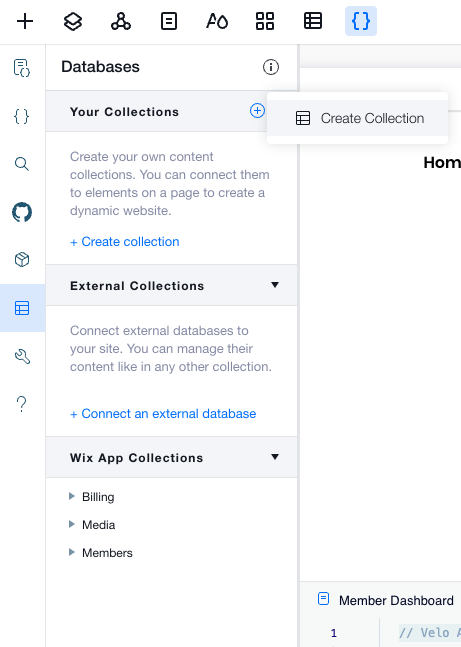 Databases
Your Collections
Create Collection
Create your own content
collections. You can connect them
to elements on a page to create a
dynamic website.
+ Create collection
External Collections
Connect external databases to
your site. You can manage their
content like in any other collection.
+ Connect an external database
Wix App Collections
Billing
Media
Members
Hom
Member Dashboard
1
// Velo A